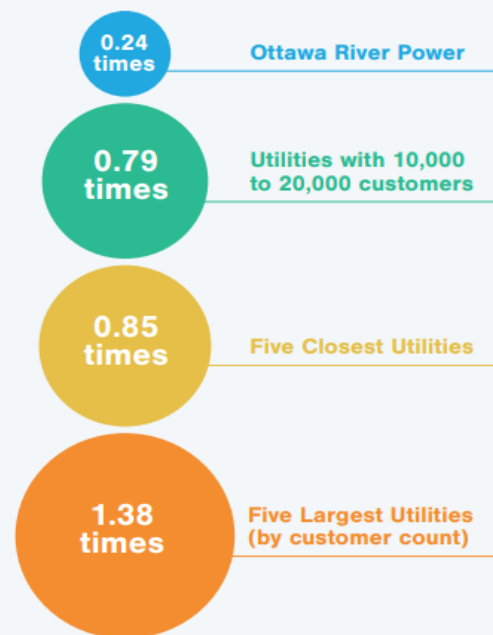 0.24
times
Ottawa River Power
0.79
times
Utilities with 10,000
to 20,000 customers
0.85
times
Five Closest Utilities
1.38
times
Five Largest Utilities
(by customer count)